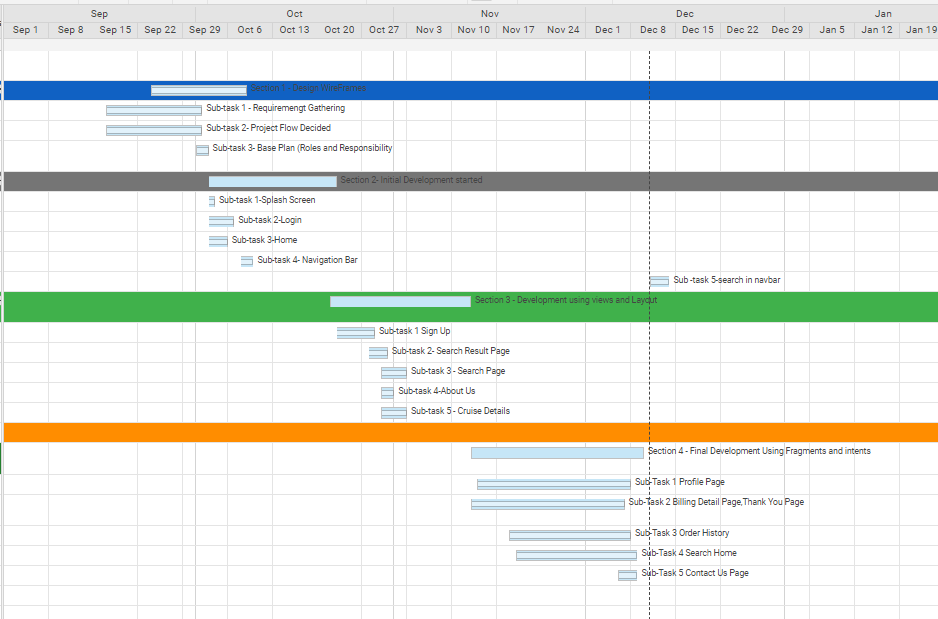 Sep Oct Nov Dec Jan
Sep 1 Sep 8 Sep 15 Sep 22 Sep 29 Oct 6 Oct 13 Oct 20 Oct 27 Nov 3 Nov 10 Nov 17 Nov 24 Dec 1 Dec 8 Dec 15 Dec 22 Dec 29 Jan 5 Jan 12 Jan 19
Section 1 - Design WireFrames
Sub-task 1 - Requiremengt Gathering
Sub-task 2- Project Flow Decided
Sub-task 3- Base Plan (Roles and Responsibility
Section 2- Initial Development started
Sub-task 1-Splash Screen
Sub-task 2-Login
Sub-task 3-Home
Sub-task 4- Navigation Bar
Sub -task 5-search in navbar
Section 3 - Development using views and Layout
Sub-task 1 Sign Up
Sub-task 2- Search Result Page
Sub-task 3 - Search Page
Sub-task 4-About Us
Sub-task 5 - Cruise Details
Section 4 - Final Development Using Fragments and intents
Sub-Task 1 Profile Page
Sub-Task 2 Billing Detail Page,Thank You Page
Sub-Task 3 Order History
Sub-Task 4 Search Home
Sub-Task 5 Contact Us Page